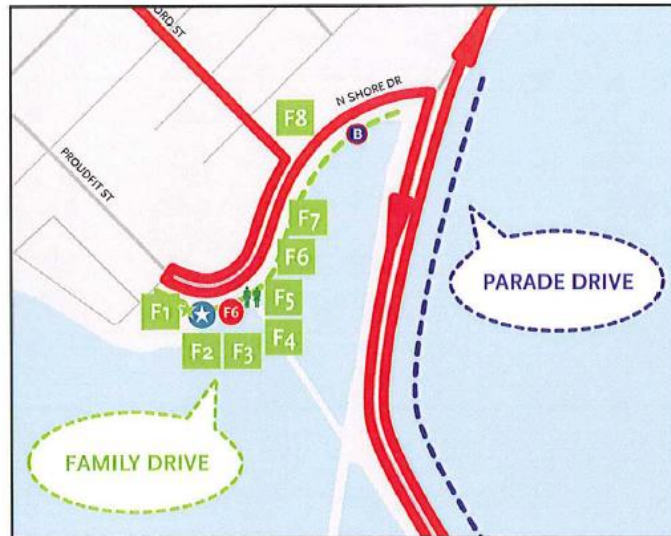 ORD ST
N SHORE DR
F8
B
PROUDFIT ST
F7
F6
PARADE DRIVE
F1
F6
F5
F2
F3
F4
FAMILY DRIVE